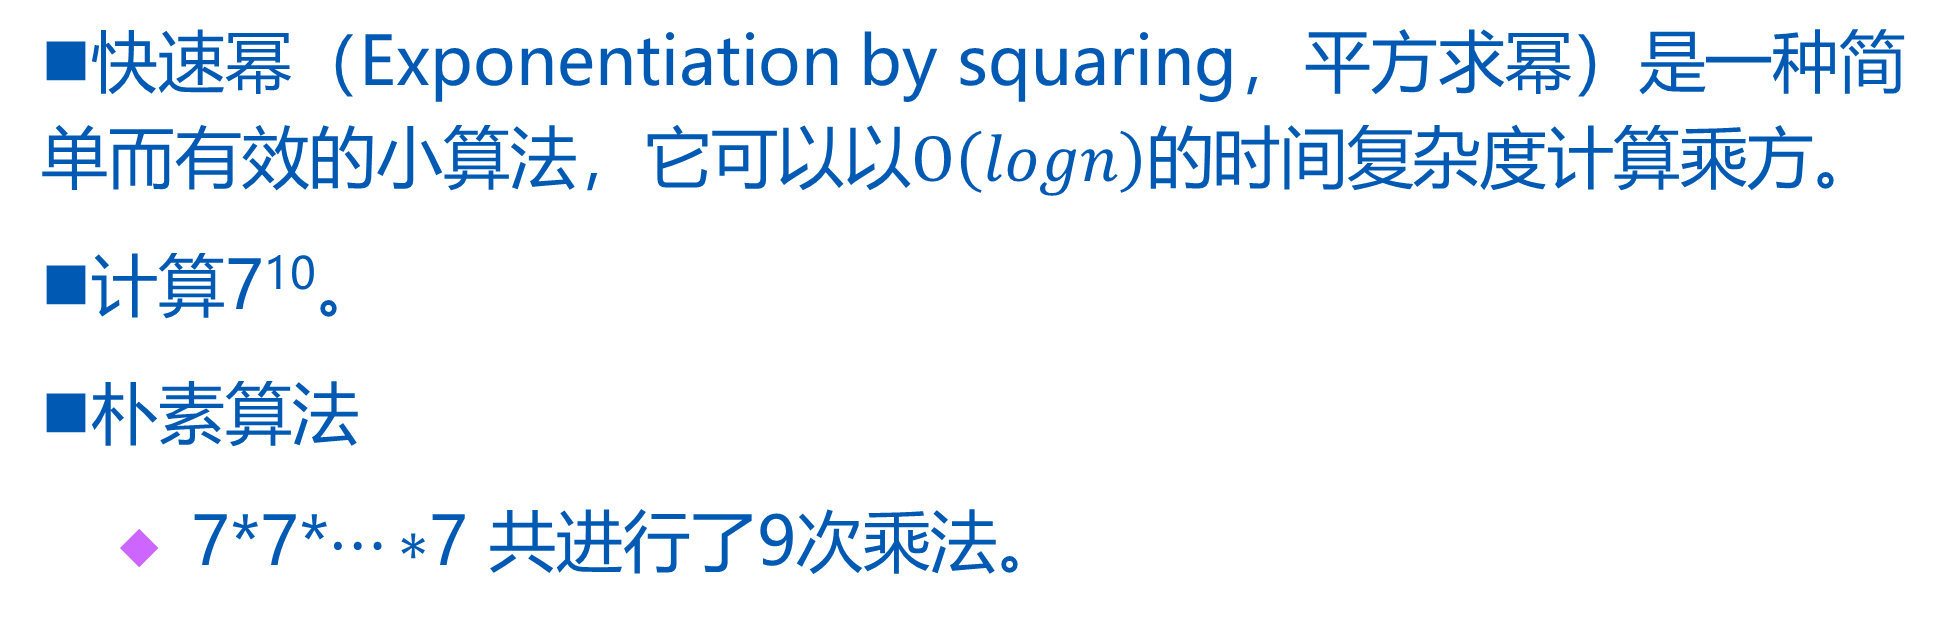 ■快速幂（Exponentiation by squaring，平方求幂）是一种简
单而有效的小算法，它可以以O(logn)的时间复杂度计算乘方。
■计算7¹⁰。
■朴素算法
◆ 7*7*⋯∗7 共进行了9次乘法。